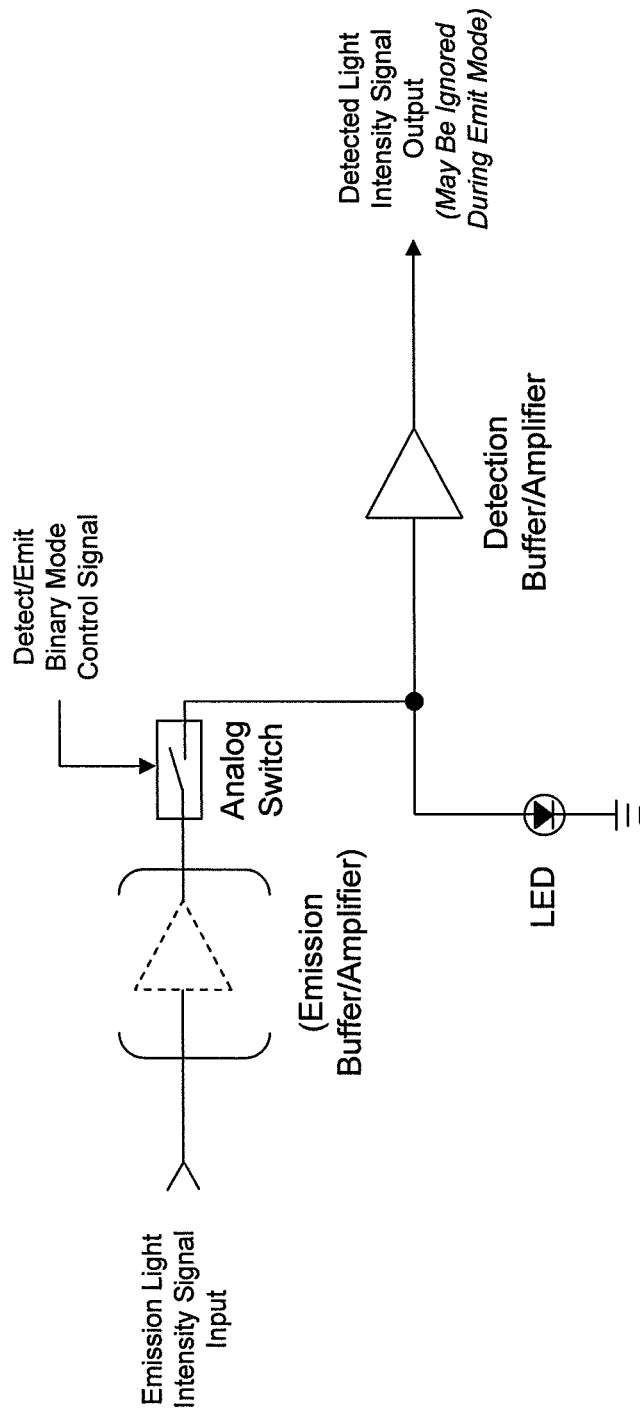 Emission Light
Intensity Signal
Input
(Emission
Buffer/Amplifier)
Detect/Emit
Binary Mode
Control Signal
Analog
Switch
LED
Detection
Buffer/Amplifier
Detected Light
Intensity Signal
Output
(May Be Ignored
During Emit Mode)